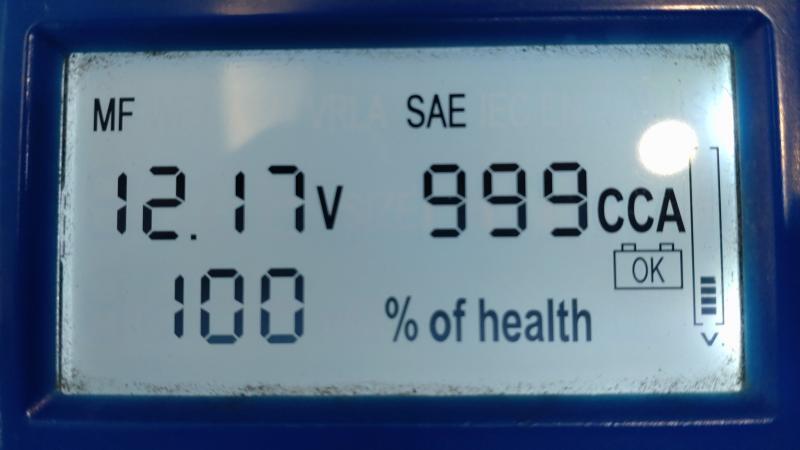 MF SAE
12.17V 999CCA
OK
100 % of health